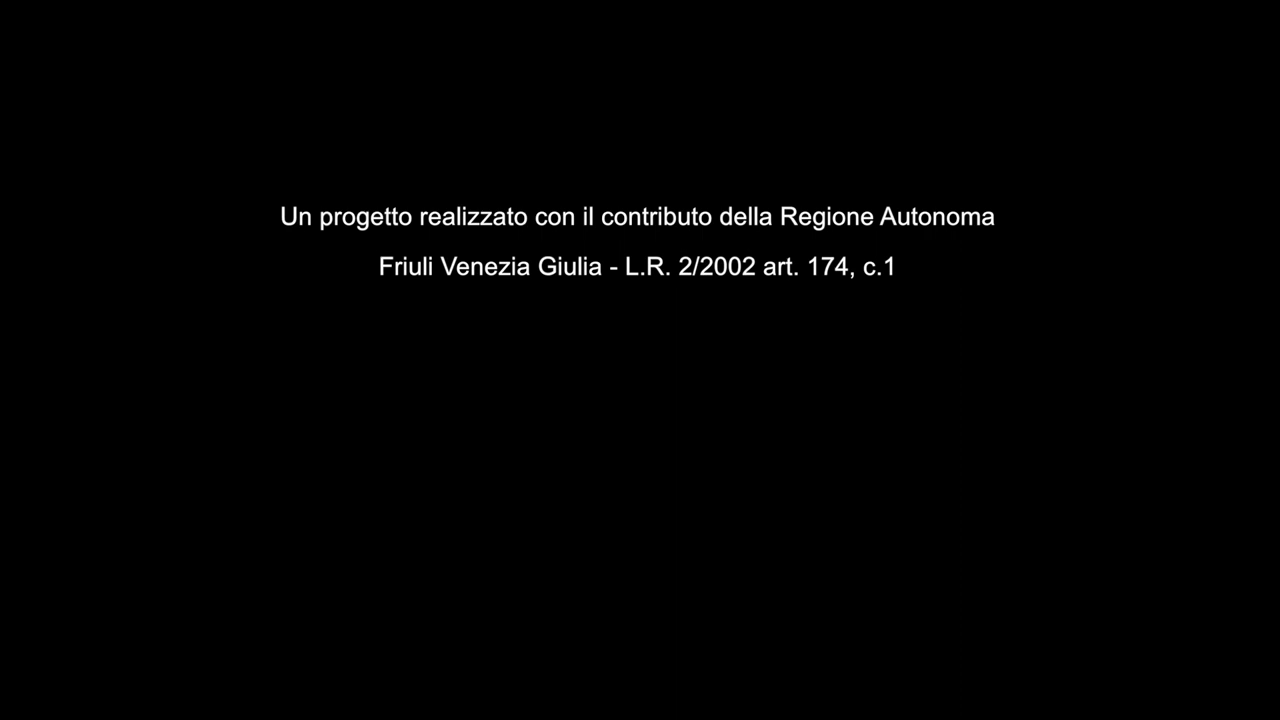 Un progetto realizzato con il contributo della Regione Autonoma
Friuli Venezia Giulia - L.R. 2/2002 art. 174, c.1